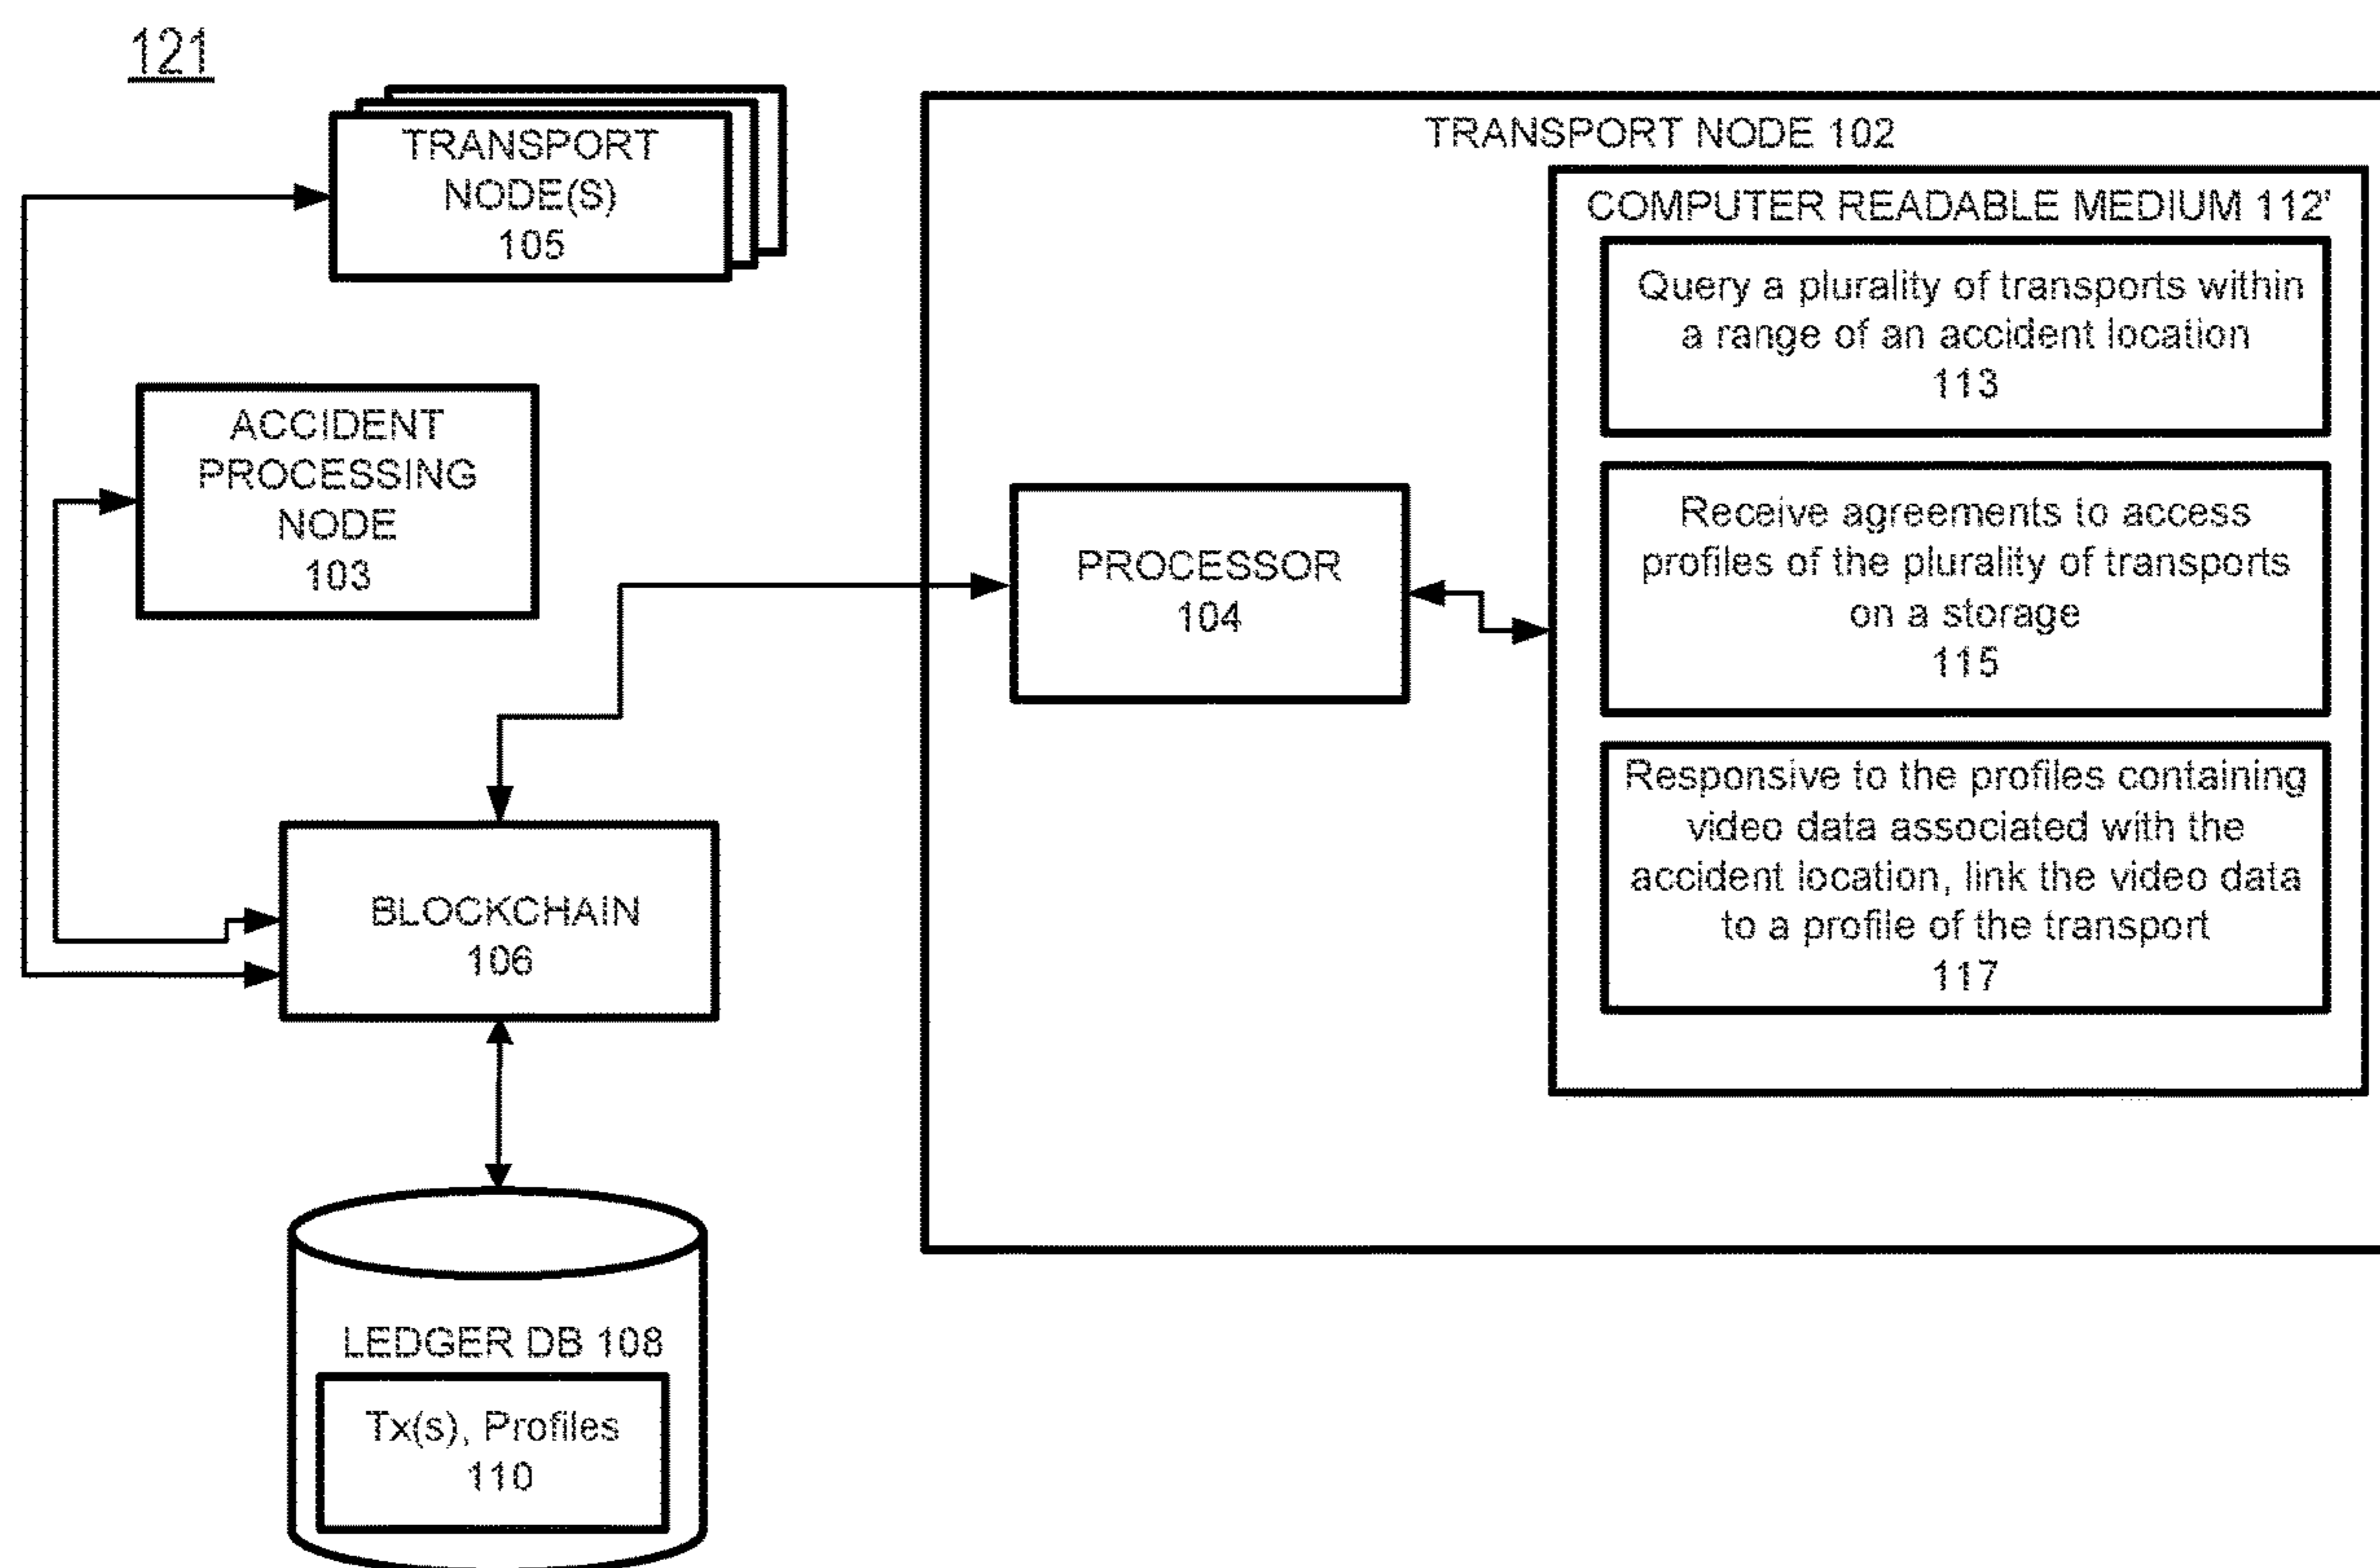 121
TRANSPORT
NODE(S)
105
ACCIDENT
PROCESSING
NODE
103
BLOCKCHAIN
106
LEDGER DB 108
Tx(s), Profiles
110
TRANSPORT NODE 102
PROCESSOR
104
COMPUTER READABLE MEDIUM 112'
Query a plurality of transports within
a range of an accident location
113
Receive agreements to access
profiles of the plurality of transports
on a storage
115
Responsive to the profiles containing
video data associated with the
accident location, link the video data
to a profile of the transport
117